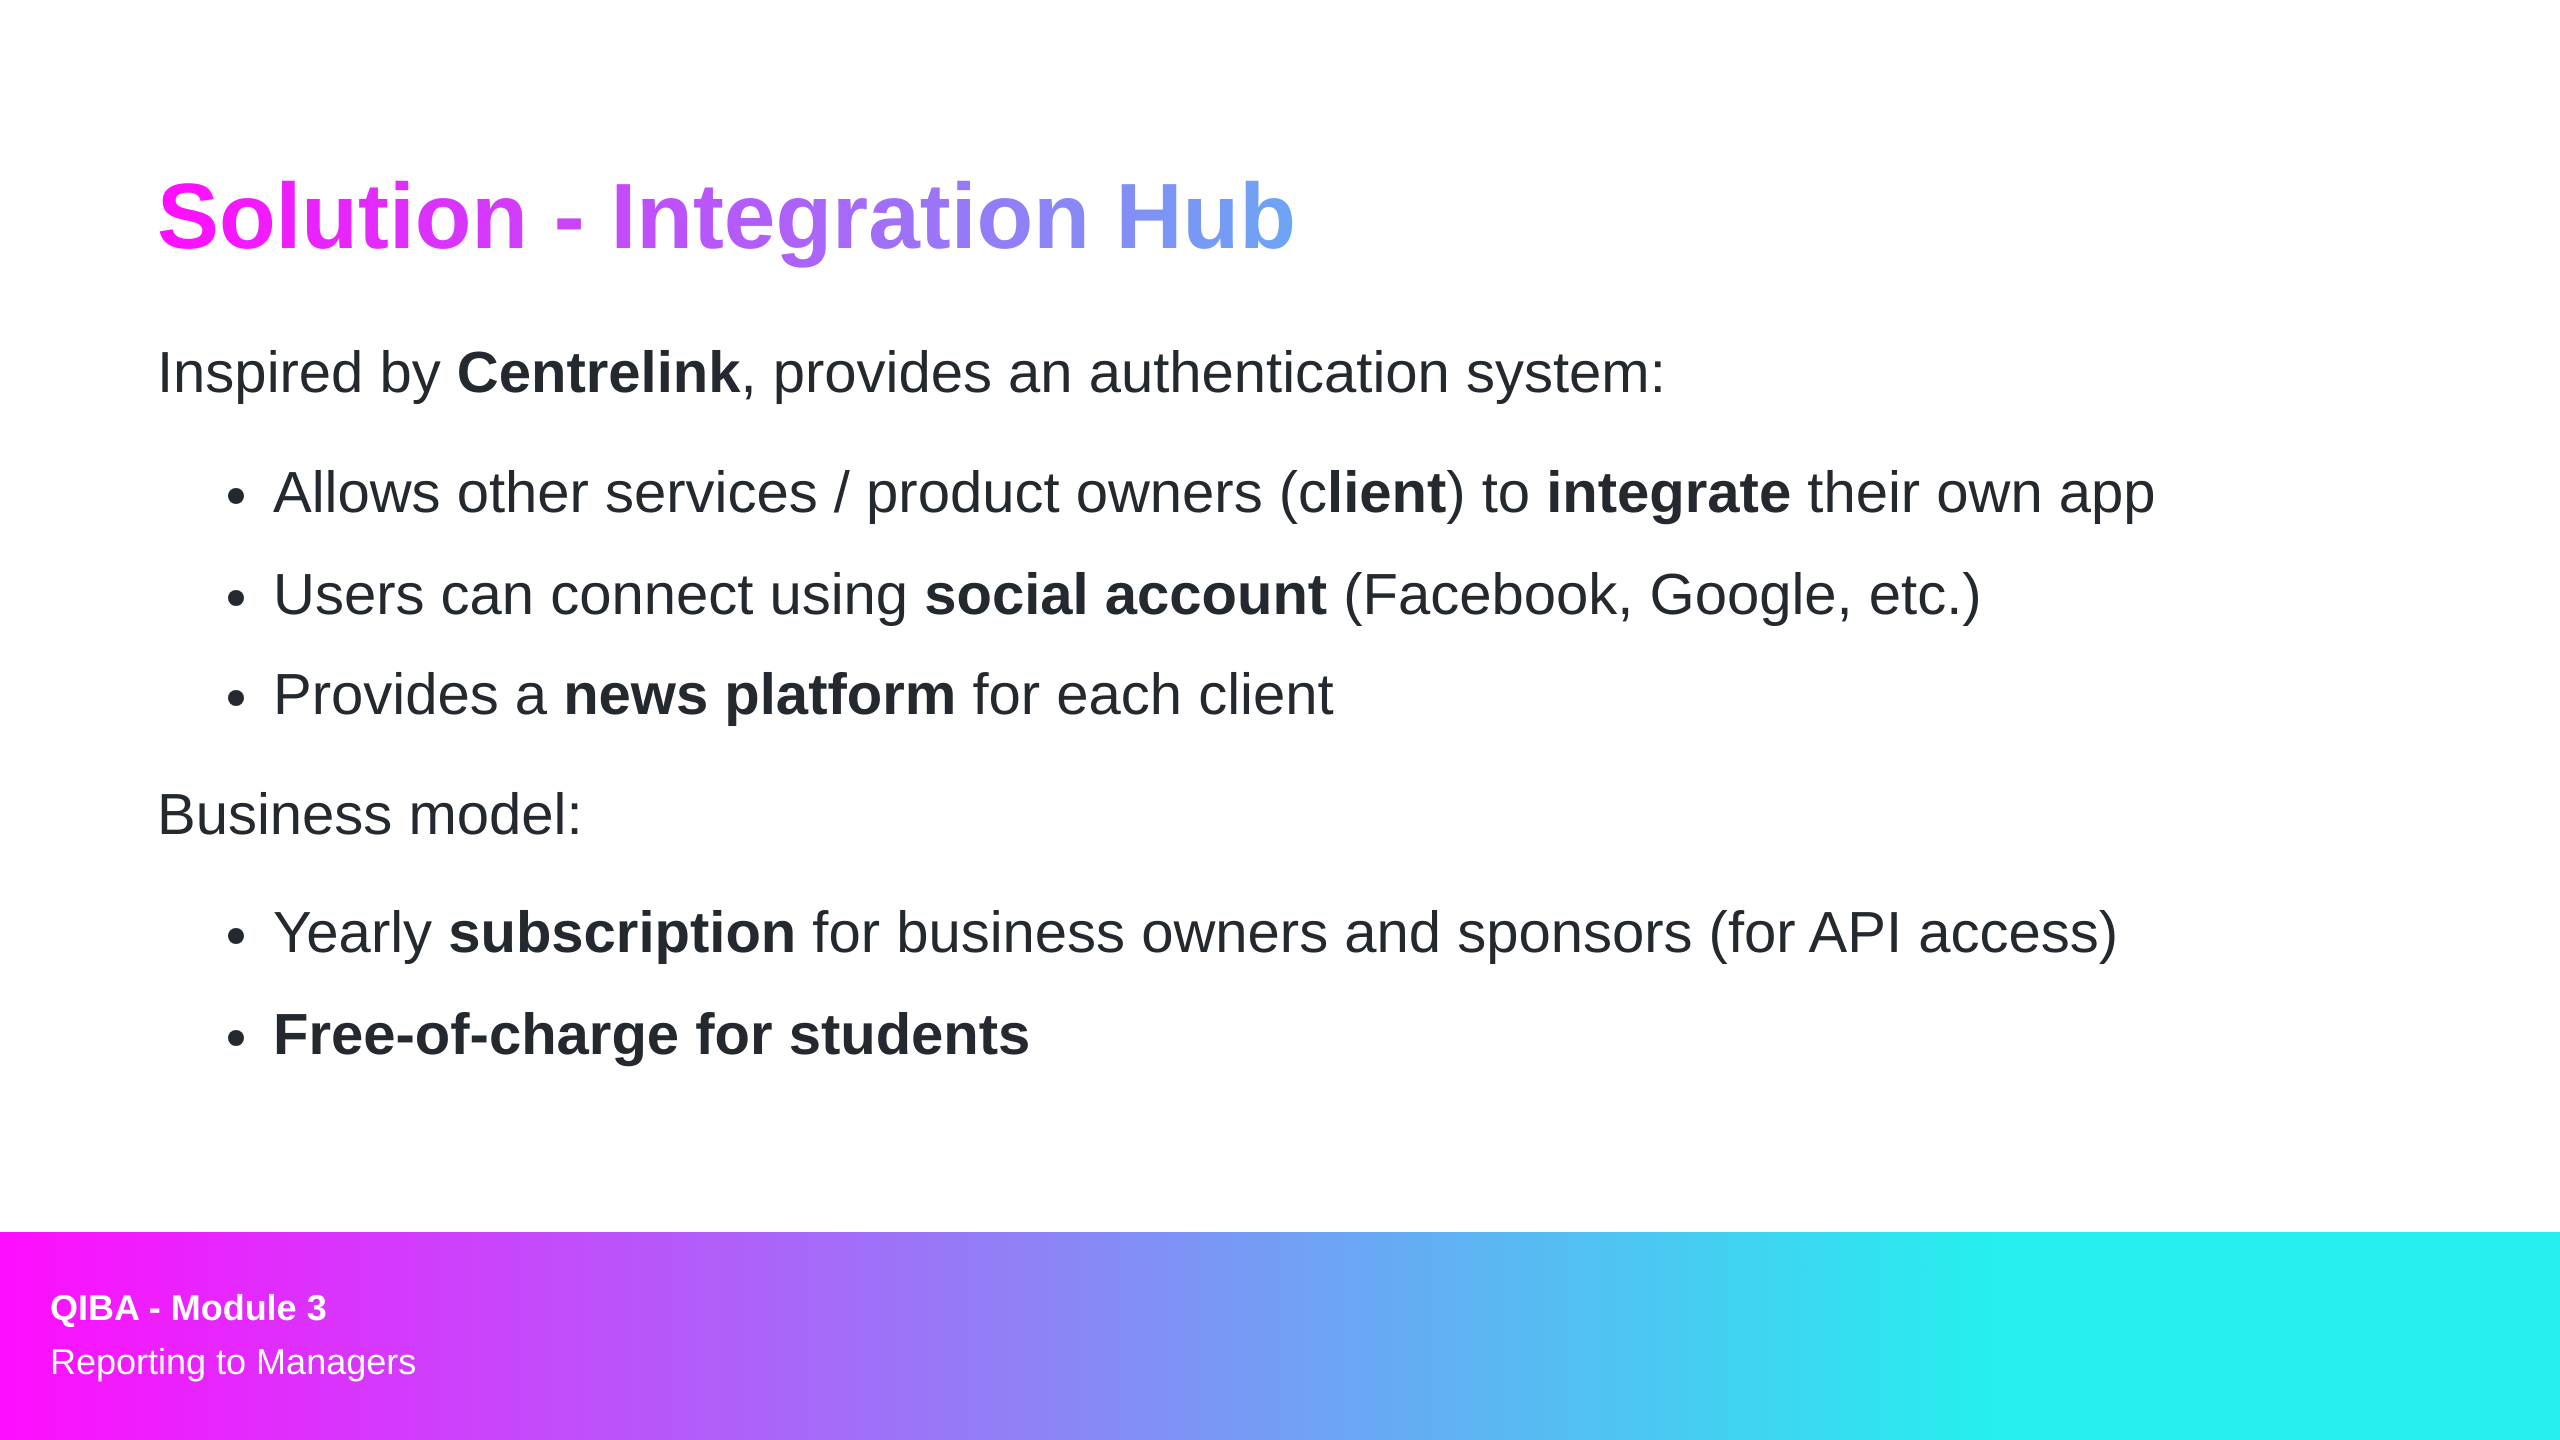 Solution - Integration Hub
Inspired by Centrelink, provides an authentication system:
• Allows other services / product owners (client) to integrate their own app
• Users can connect using social account (Facebook, Google, etc.)
• Provides a news platform for each client
Business model:
• Yearly subscription for business owners and sponsors (for API access)
• Free-of-charge for students
QIBA - Module 3
Reporting to Managers